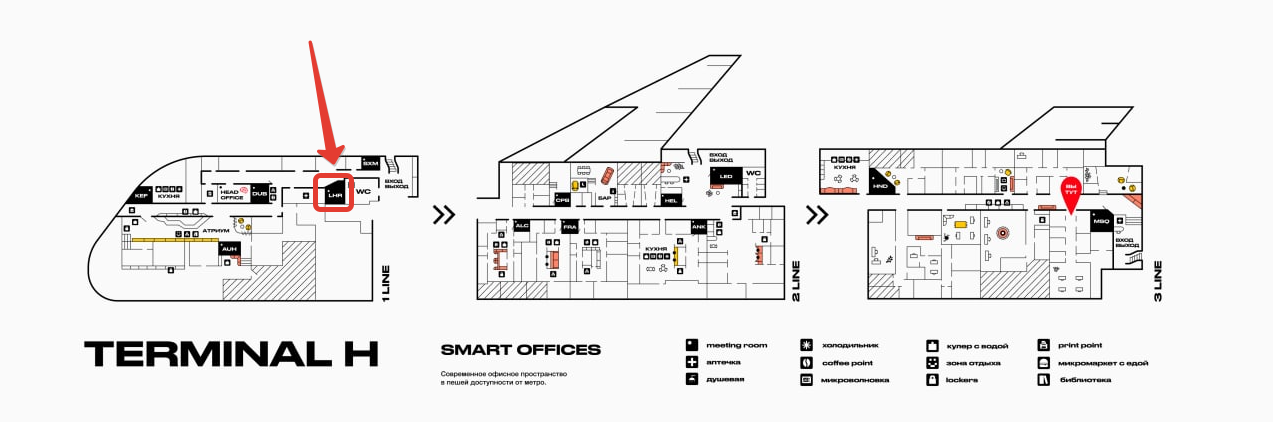 SXM
ВХОД
ВЫХОД
KEF
КУХНЯ
HEAD
OFFICE
DUB
LHR
WC
АТРИУМ
AUH
1 LINE
ВХОД
ВЫХОД
LED
WC
CPH
БАР
HEL
ALC
FRA
ANK
КУХНЯ
2 LINE
КУХНЯ
HND
ВЫ
ТУТ
MSQ
ВХОД
ВЫХОД
3 LINE
TERMINAL H
SMART OFFICES
Современное офисное пространство
в пешей доступности от метро.
meeting room
аптечка
душевая
холодильник
coffee point
микроволновка
кулер с водой
зона отдыха
lockers
print point
микромаркет с едой
библиотека